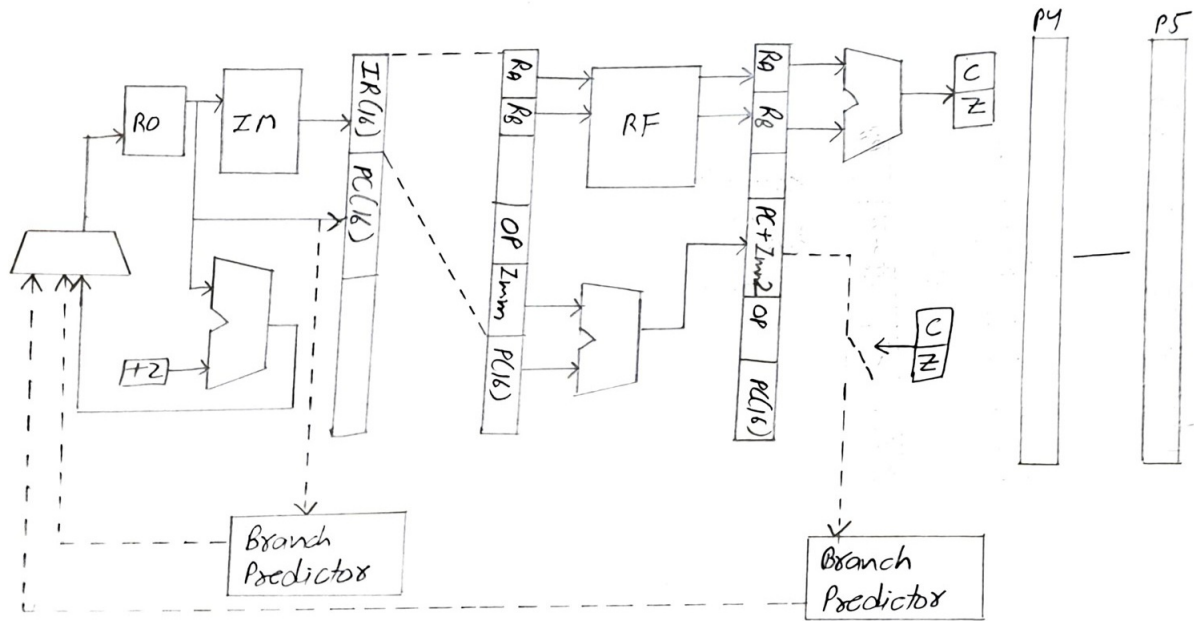 P4
P5
R0
IM
IR(16)
PC(16)
RA
RB
OP
Imm
PC(16)
RF
RA
RB
PC+Imm2
OP
PC(16)
C
Z
+2
C
Z
Branch
Predictor
Branch
Predictor